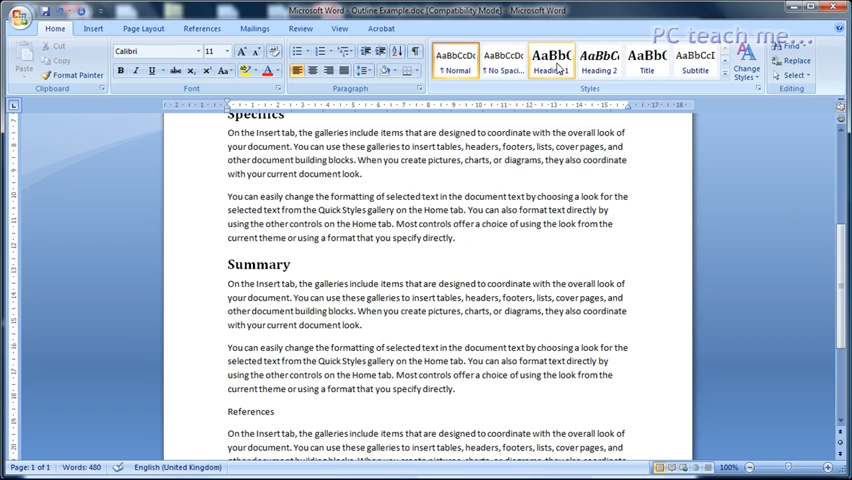 Microsoft Word - Outline Example.doc [Compatibility Mode] - Microsoft Word
PC teach me...
Home Insert Page Layout References Mailings Review View Acrobat
Paste Cut Copy Format Painter
Clipboard
Calibri 11
Font
Paragraph
AaBbCcDc AaBbCcDc AaBbC AaBbC AaBbC AaBbCcI
¶ Normal ¶ No Spaci... Heading 1 Heading 2 Title Subtitle
Change Styles
Styles
Find
Replace
Select
Editing
Specifics
On the Insert tab, the galleries include items that are designed to coordinate with the overall look of
your document. You can use these galleries to insert tables, headers, footers, lists, cover pages, and
other document building blocks. When you create pictures, charts, or diagrams, they also coordinate
with your current document look.
You can easily change the formatting of selected text in the document text by choosing a look for the
selected text from the Quick Styles gallery on the Home tab. You can also format text directly by
using the other controls on the Home tab. Most controls offer a choice of using the look from the
current theme or using a format that you specify directly.
Summary
On the Insert tab, the galleries include items that are designed to coordinate with the overall look of
your document. You can use these galleries to insert tables, headers, footers, lists, cover pages, and
other document building blocks. When you create pictures, charts, or diagrams, they also coordinate
with your current document look.
You can easily change the formatting of selected text in the document text by choosing a look for the
selected text from the Quick Styles gallery on the Home tab. You can also format text directly by
using the other controls on the Home tab. Most controls offer a choice of using the look from the
current theme or using a format that you specify directly.
References
On the Insert tab, the galleries include items that are designed to coordinate with the overall look of
your document. You can use these galleries to insert tables, headers, footers, lists, cover pages, and
Page: 1 of 1 Words: 480 English (United Kingdom) 100%